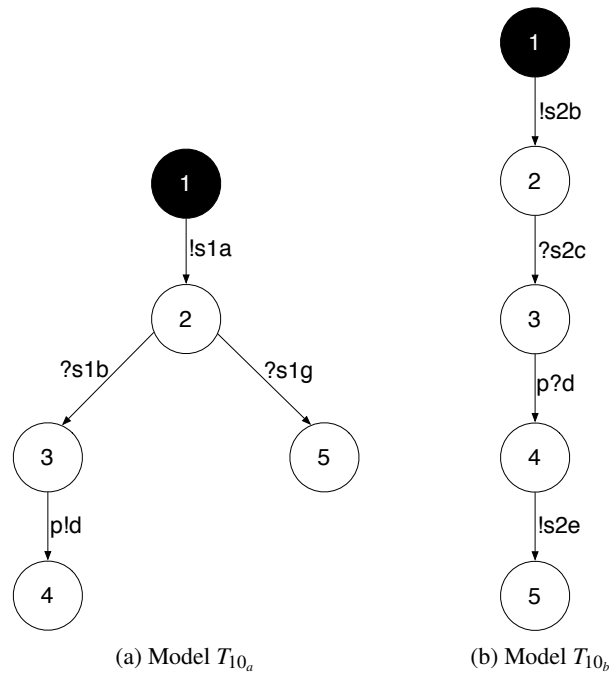 1
!s1a
2
?s1b
?s1g
3
5
p!d
4
(a) Model T10a
1
!s2b
2
?s2c
3
p?d
4
!s2e
5
(b) Model T10b